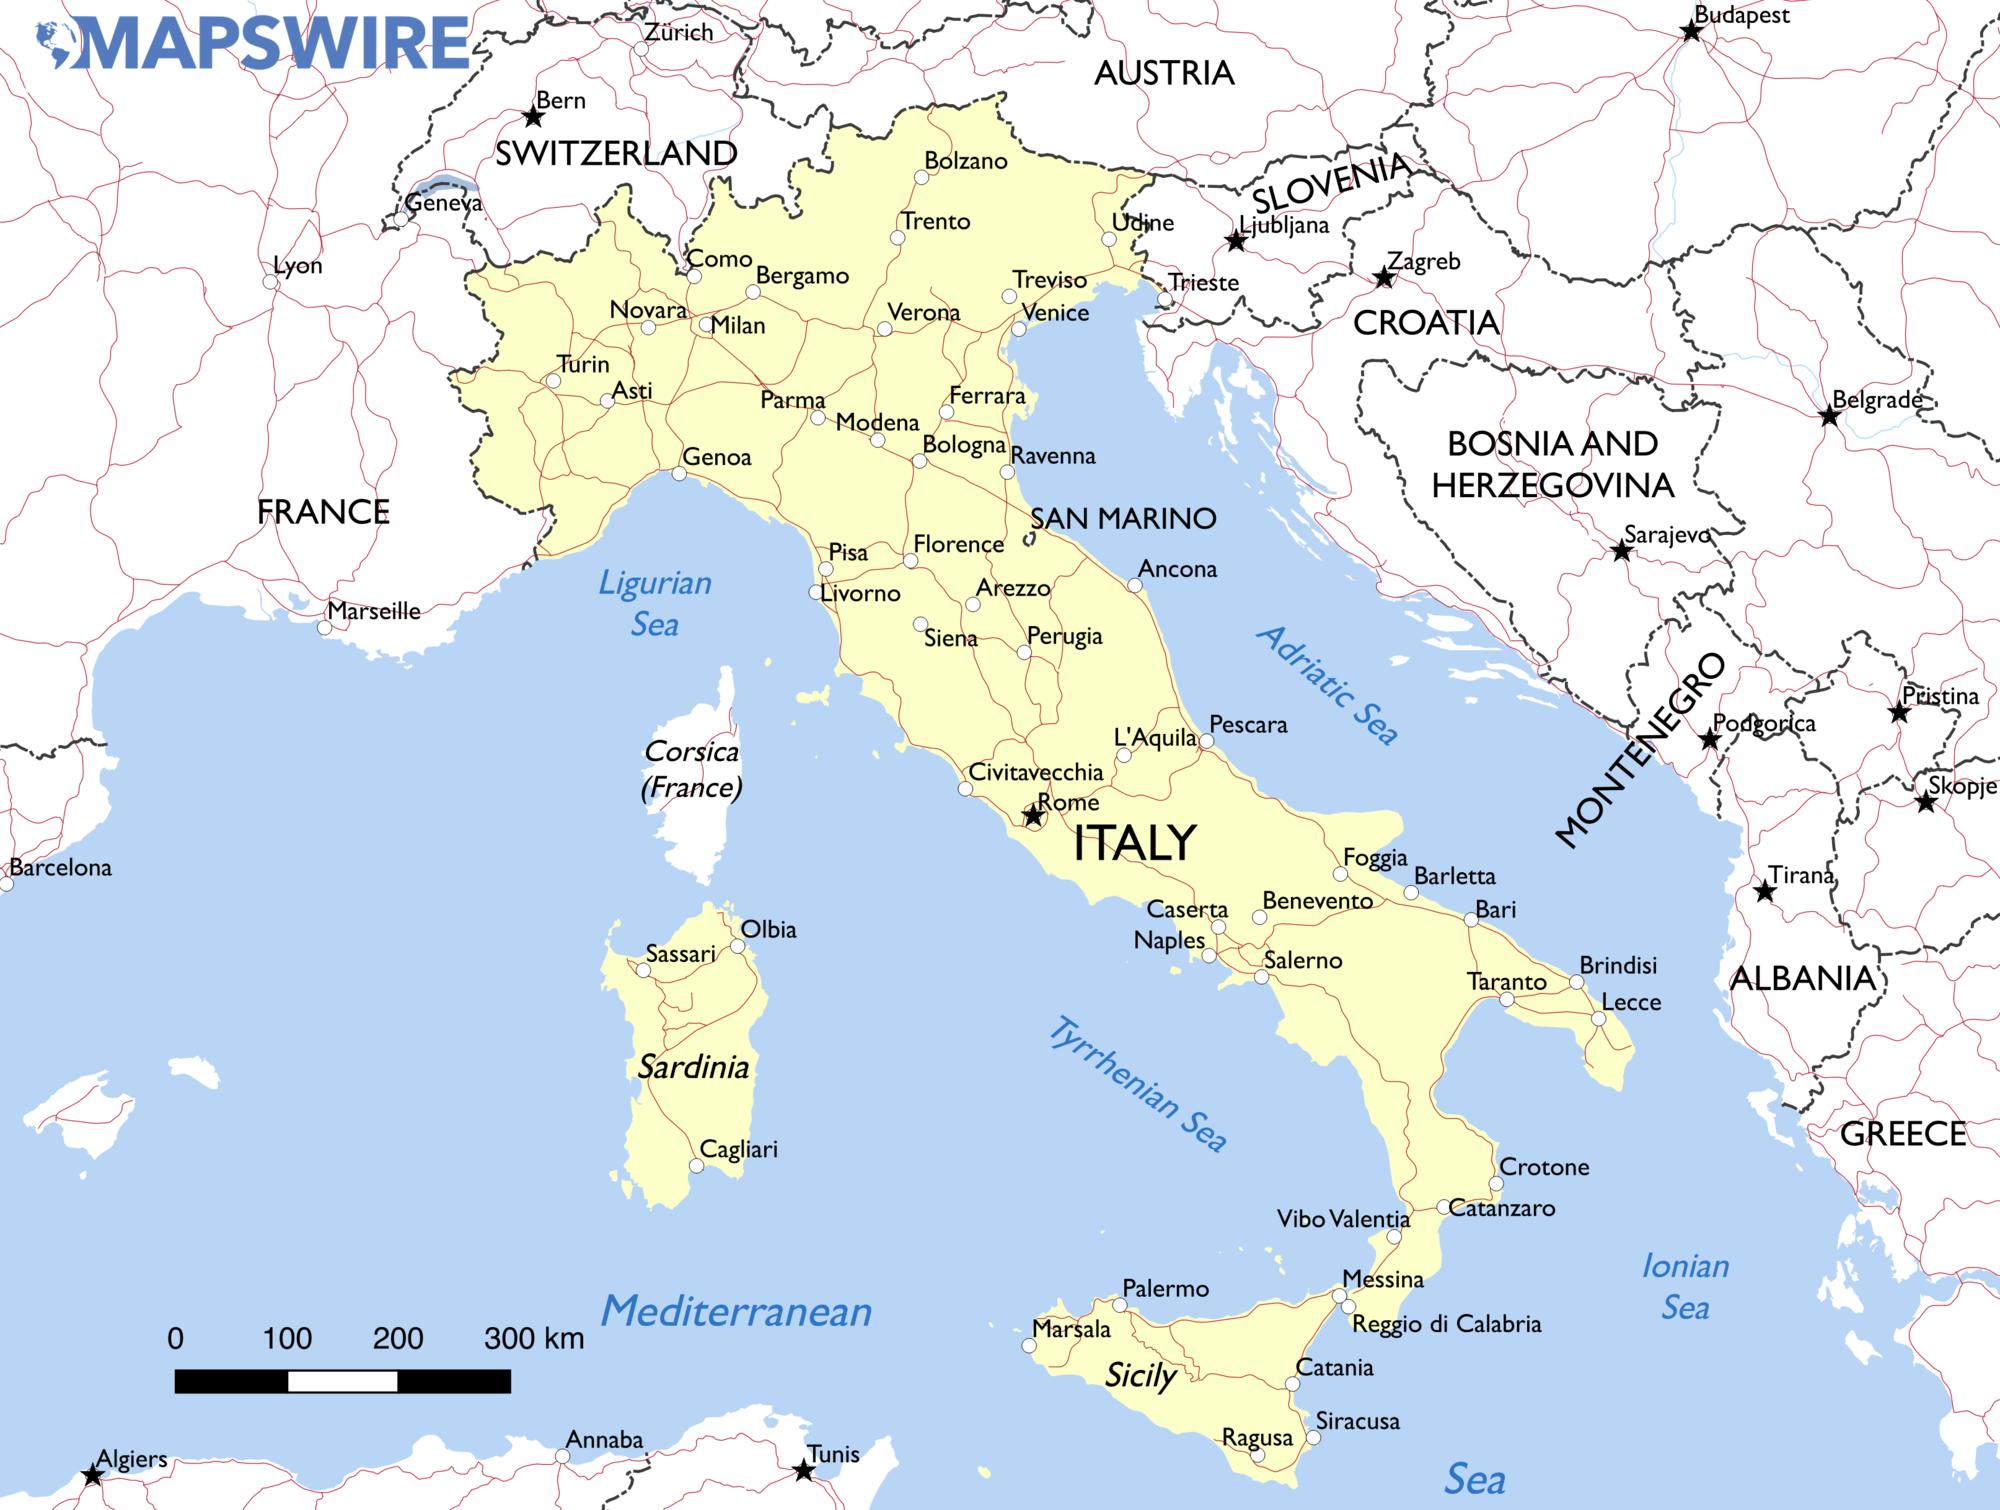 MAPSWIRE
Budapest
Zürich
AUSTRIA
Bern
SWITZERLAND
Bolzano
SLOVENIA
Geneva
Trento
Udine
Ljubljana
Lyon
Como
Bergamo
Treviso
Trieste
Zagreb
Novara
Milan
Verona
Venice
CROATIA
Turin
Asti
Parma
Ferrara
Belgrade
Modena
Bologna
Ravenna
BOSNIA AND
HERZEGOVINA
Genoa
FRANCE
SAN MARINO
Sarajevo
Pisa
Florence
Ancona
Ligurian
Sea
Livorno
Arezzo
Marseille
Siena
Perugia
Adriatic Sea
MONTENEGRO
Pristina
Podgorica
Corsica
(France)
L'Aquila
Pescara
Civitavecchia
Rome
Skopje
ITALY
Barcelona
Foggia
Barletta
Tirana
Caserta
Benevento
Bari
Naples
Olbia
Sassari
Salerno
Brindisi
Taranto
Lecce
ALBANIA
Sardinia
Tyrrhenian Sea
GREECE
Cagliari
Crotone
Catanzaro
Vibo Valentia
Ionian
Sea
Messina
Palermo
Mediterranean
Reggio di Calabria
Marsala
0 100 200 300 km
Sicily
Catania
Siracusa
Ragusa
Annaba
Algiers
Tunis
Sea